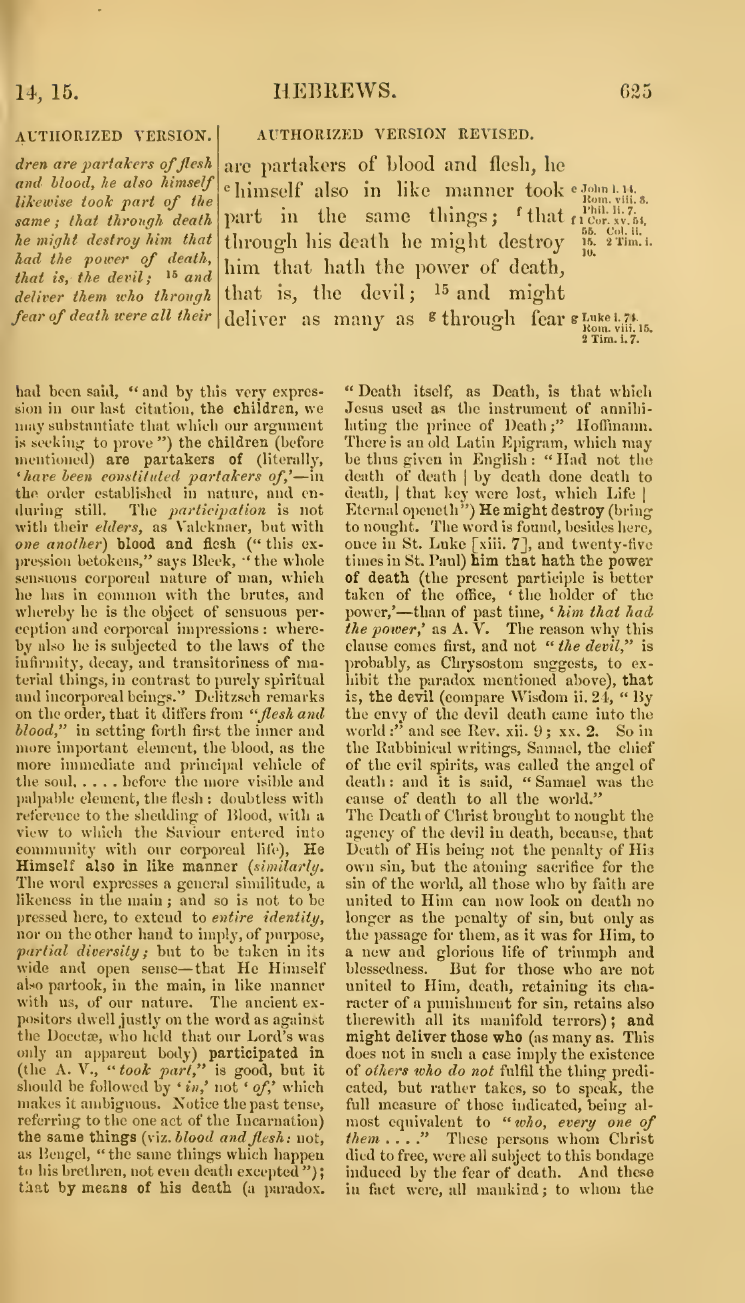 14, 15.
HEBREWS.
625
AUTHORIZED VERSION.
dren are partakers of flesh
and blood, he also himself
likewise took part of the
same; that through death
he might destroy him that
had the power of death,
that is, the devil; 15 and
deliver them who through
fear of death were all their
AUTHORIZED VERSION REVISED.
are partakers of blood and flesh, he
e himself also in like manner took
part in the same things; f that
through his death he might destroy
him that hath the power of death,
that is, the devil; 15 and might
deliver as many as g through fear
e John i. 14.
Rom. viii. 3.
Phil. ii. 7.
f 1 Cor. xv. 54,
55. Col. ii.
15. 2 Tim. i.
10.
g Luke i. 74.
Rom. viii. 15.
2 Tim. i. 7.
had been said, “and by this very expres-
sion in our last citation, the children, we
may substantiate that which our argument
is seeking to prove”) the children (before
mentioned) are partakers of (literally,
‘have been constituted partakers of,’—in
the order established in nature, and en-
during still. The participation is not
with their elders, as Valcknaer, but with
one another) blood and flesh (“this ex-
pression betokens,” says Bleek, “the whole
sensuous corporeal nature of man, which
he has in common with the brutes, and
whereby he is the object of sensuous per-
ception and corporeal impressions: where-
by also he is subjected to the laws of the
infirmity, decay, and transitoriness of ma-
terial things, in contrast to purely spiritual
and incorporeal beings.” Delitzsch remarks
on the order, that it differs from “flesh and
blood,” in setting forth first the inner and
more important element, the blood, as the
more immediate and principal vehicle of
the soul, . . . . before the more visible and
palpable element, the flesh: doubtless with
reference to the shedding of Blood, with a
view to which the Saviour entered into
community with our corporeal life), He
Himself also in like manner (similarly.
The word expresses a general similitude, a
likeness in the main; and so is not to be
pressed here, to extend to entire identity,
nor on the other hand to imply, of purpose,
partial diversity; but to be taken in its
wide and open sense—that He Himself
also partook, in the main, in like manner
with us, of our nature. The ancient ex-
positors dwell justly on the word as against
the Docetæ, who held that our Lord's was
only an apparent body) participated in
(the A. V., “took part,” is good, but it
should be followed by ‘in,’ not ‘of,’ which
makes it ambiguous. Notice the past tense,
referring to the one act of the Incarnation)
the same things (viz. blood and flesh: not,
as Bengel, “the same things which happen
to his brethren, not even death excepted”);
that by means of his death (a paradox.
“Death itself, as Death, is that which
Jesus used as the instrument of annihi-
lating the prince of Death;” Hoffmann.
There is an old Latin Epigram, which may
be thus given in English: “Had not the
death of death | by death done death to
death, | that key were lost, which Life |
Eternal openeth”) He might destroy (bring
to nought. The word is found, besides here,
once in St. Luke [xiii. 7], and twenty-five
times in St. Paul) him that hath the power
of death (the present participle is better
taken of the office, ‘the holder of the
power,’—than of past time, ‘him that had
the power,’ as A. V. The reason why this
clause comes first, and not “the devil,” is
probably, as Chrysostom suggests, to ex-
hibit the paradox mentioned above), that
is, the devil (compare Wisdom ii. 24, “By
the envy of the devil death came into the
world:” and see Rev. xii. 9; xx. 2. So in
the Rabbinical writings, Samael, the chief
of the evil spirits, was called the angel of
death: and it is said, “Samael was the
cause of death to all the world.”
The Death of Christ brought to nought the
agency of the devil in death, because, that
Death of His being not the penalty of His
own sin, but the atoning sacrifice for the
sin of the world, all those who by faith are
united to Him can now look on death no
longer as the penalty of sin, but only as
the passage for them, as it was for Him, to
a new and glorious life of triumph and
blessedness. But for those who are not
united to Him, death, retaining its cha-
racter of a punishment for sin, retains also
therewith all its manifold terrors); and
might deliver those who (as many as. This
does not in such a case imply the existence
of others who do not fulfil the thing predi-
cated, but rather takes, so to speak, the
full measure of those indicated, being al-
most equivalent to “who, every one of
them . . . .” These persons whom Christ
died to free, were all subject to this bondage
induced by the fear of death. And these
in fact were, all mankind; to whom the